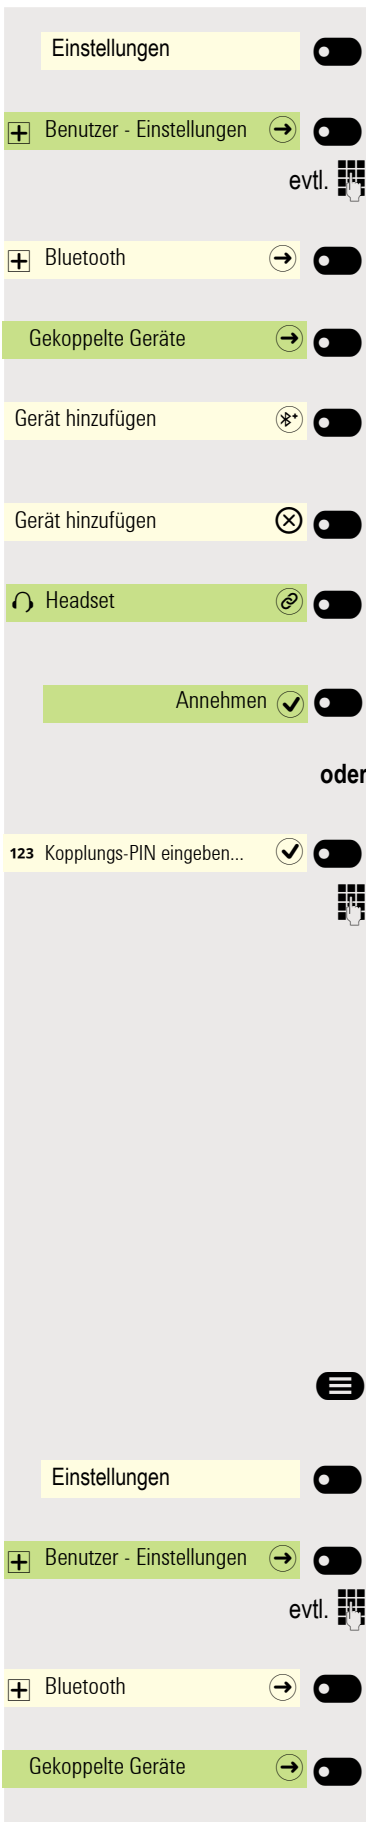 Einstellungen
Benutzer - Einstellungen
evtl.
Bluetooth
Gekoppelte Geräte
Gerät hinzufügen
Gerät hinzufügen
Headset
Annehmen
oder
123 Kopplungs-PIN eingeben...
Einstellungen
Benutzer - Einstellungen
evtl.
Bluetooth
Gekoppelte Geräte